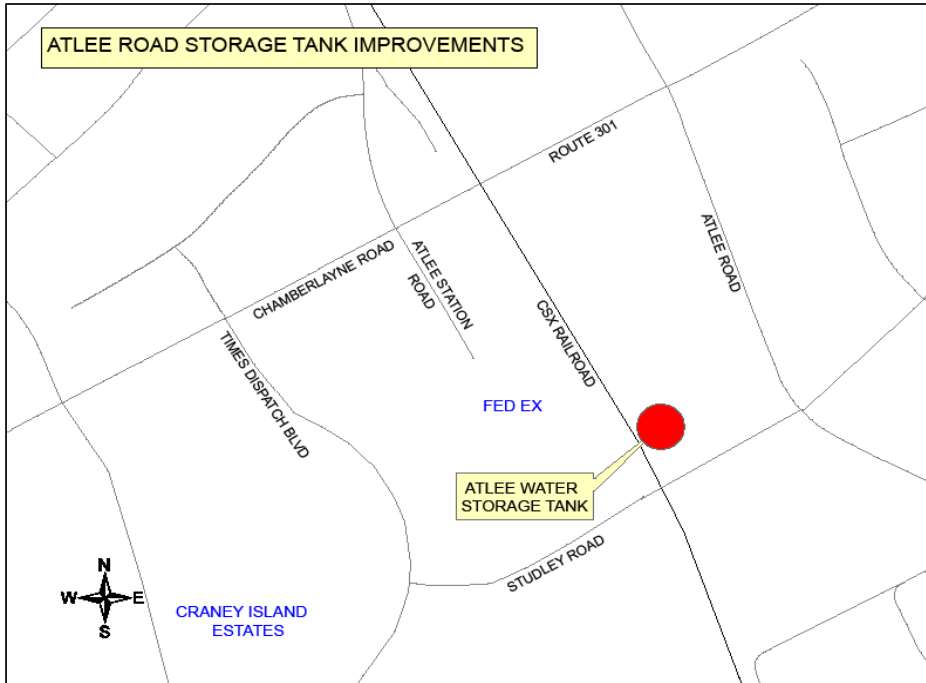 ATLEE ROAD STORAGE TANK IMPROVEMENTS
ROUTE 301
ATLEE ROAD
CHAMBERLAYNE ROAD
ATLEE STATION
ROAD
CSX RAILROAD
TIMES DISPATCH BLVD
FED EX
ATLEE WATER
STORAGE TANK
STUDLEY ROAD
N
W E
S
CRANEY ISLAND
ESTATES